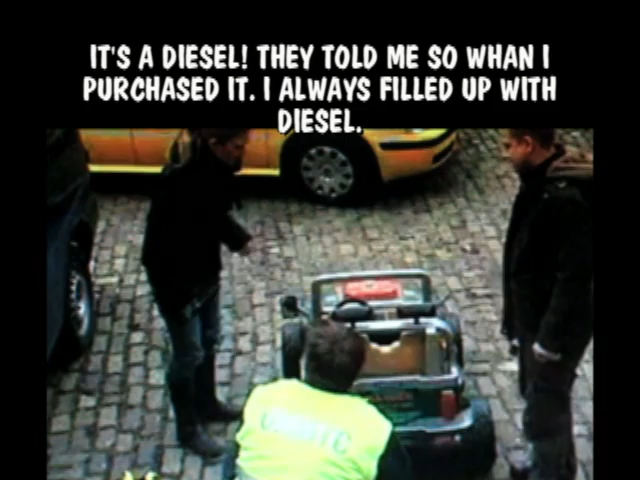 IT'S A DIESEL! THEY TOLD ME SO WHAN I
PURCHASED IT. I ALWAYS FILLED UP WITH
DIESEL.